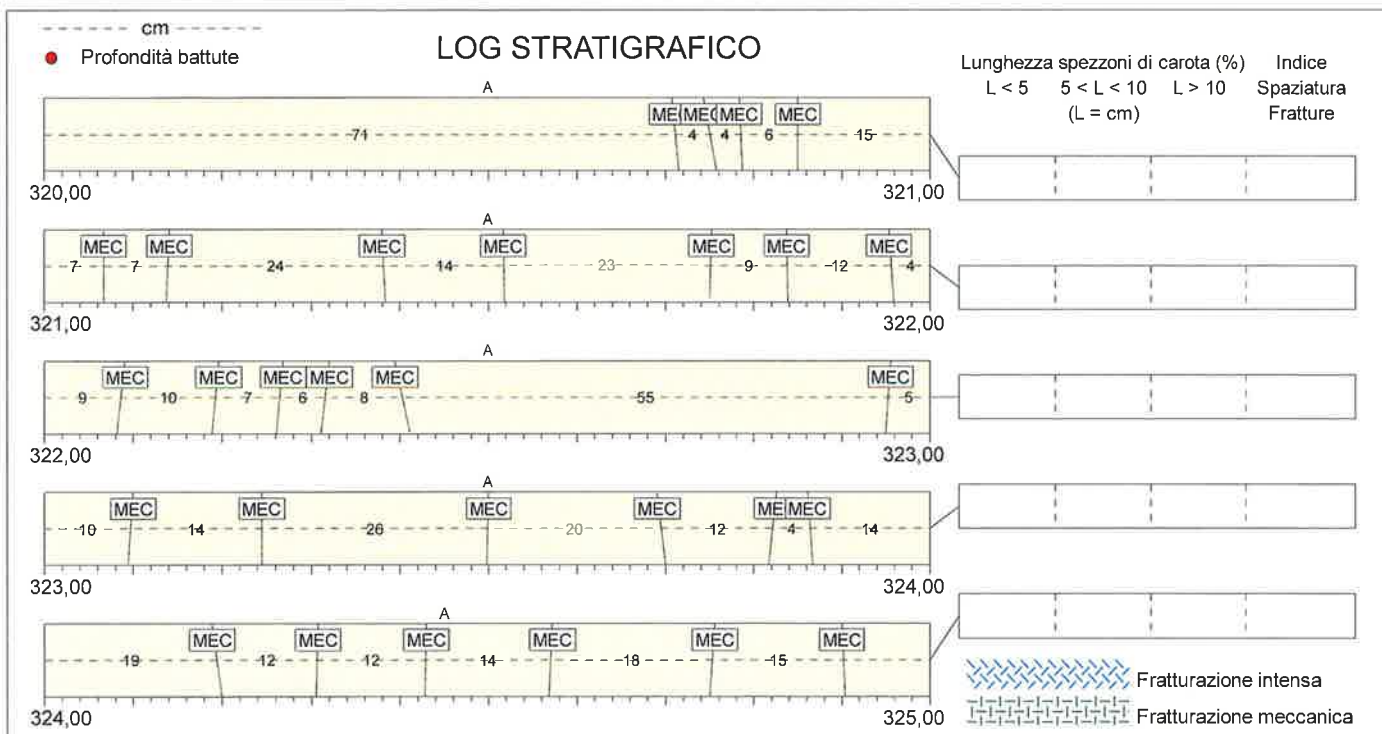 cm
Profondità battute
LOG STRATIGRAFICO
Lunghezza spezzoni di carota (%) Indice
L < 5 5 < L < 10 L > 10 Spaziatura
(L = cm) Fratture
A
MEC MEC MEC MEC
71 4 4 6 15
320,00 321,00
A
MEC MEC MEC MEC MEC MEC MEC
7 7 24 14 23 9 12 4
321,00 322,00
A
MEC MEC MEC MEC MEC MEC
9 10 7 6 8 55 5
322,00 323,00
A
MEC MEC MEC MEC MEC MEC
10 14 26 20 12 4 14
323,00 324,00
A
MEC MEC MEC MEC MEC MEC
19 12 12 14 18 15
324,00 325,00
Fratturazione intensa
Fratturazione meccanica